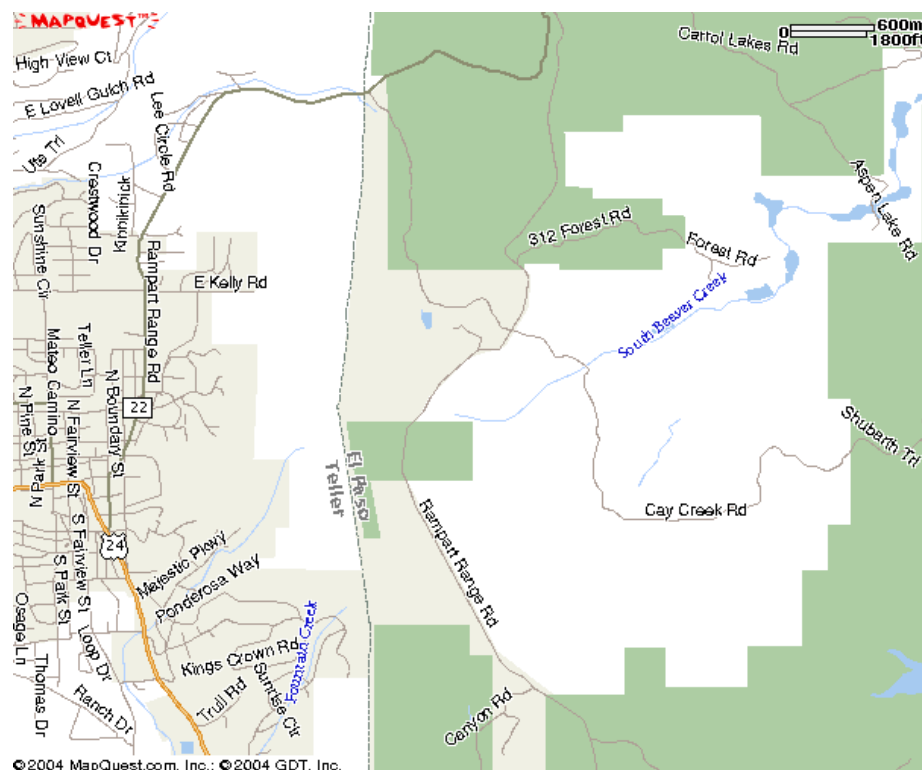 MAPQUEST™
0 600m
1800ft
Carrol Lakes Rd
High View Ct
E Lovell Gulch Rd
Lee Circle Rd
Ute Trl
Crestwood Dr
Kinnikinick
Aspen Lake Rd
Sunshine Cir
312 Forest Rd
Forest Rd
Rampart Range Rd
E Kelly Rd
South Beaver Creek
Mateo Camino
Teller Ln
N Boundary St
22
N Pine St
N Fairview St
N Park St
Shubarth Trl
El Paso
Teller
Cay Creek Rd
Rampart Range Rd
24
S Fairview St
S Park St
Majestic Pkwy
Ponderosa Way
Osage Ln
Loop Dr
Fountain Creek
Kings Crown Rd
Thomas Dr
Ranch Dr
Trull Rd
Sunrise Cir
Canyon Rd
©2004 MapQuest.com, Inc.; ©2004 GDT, Inc.